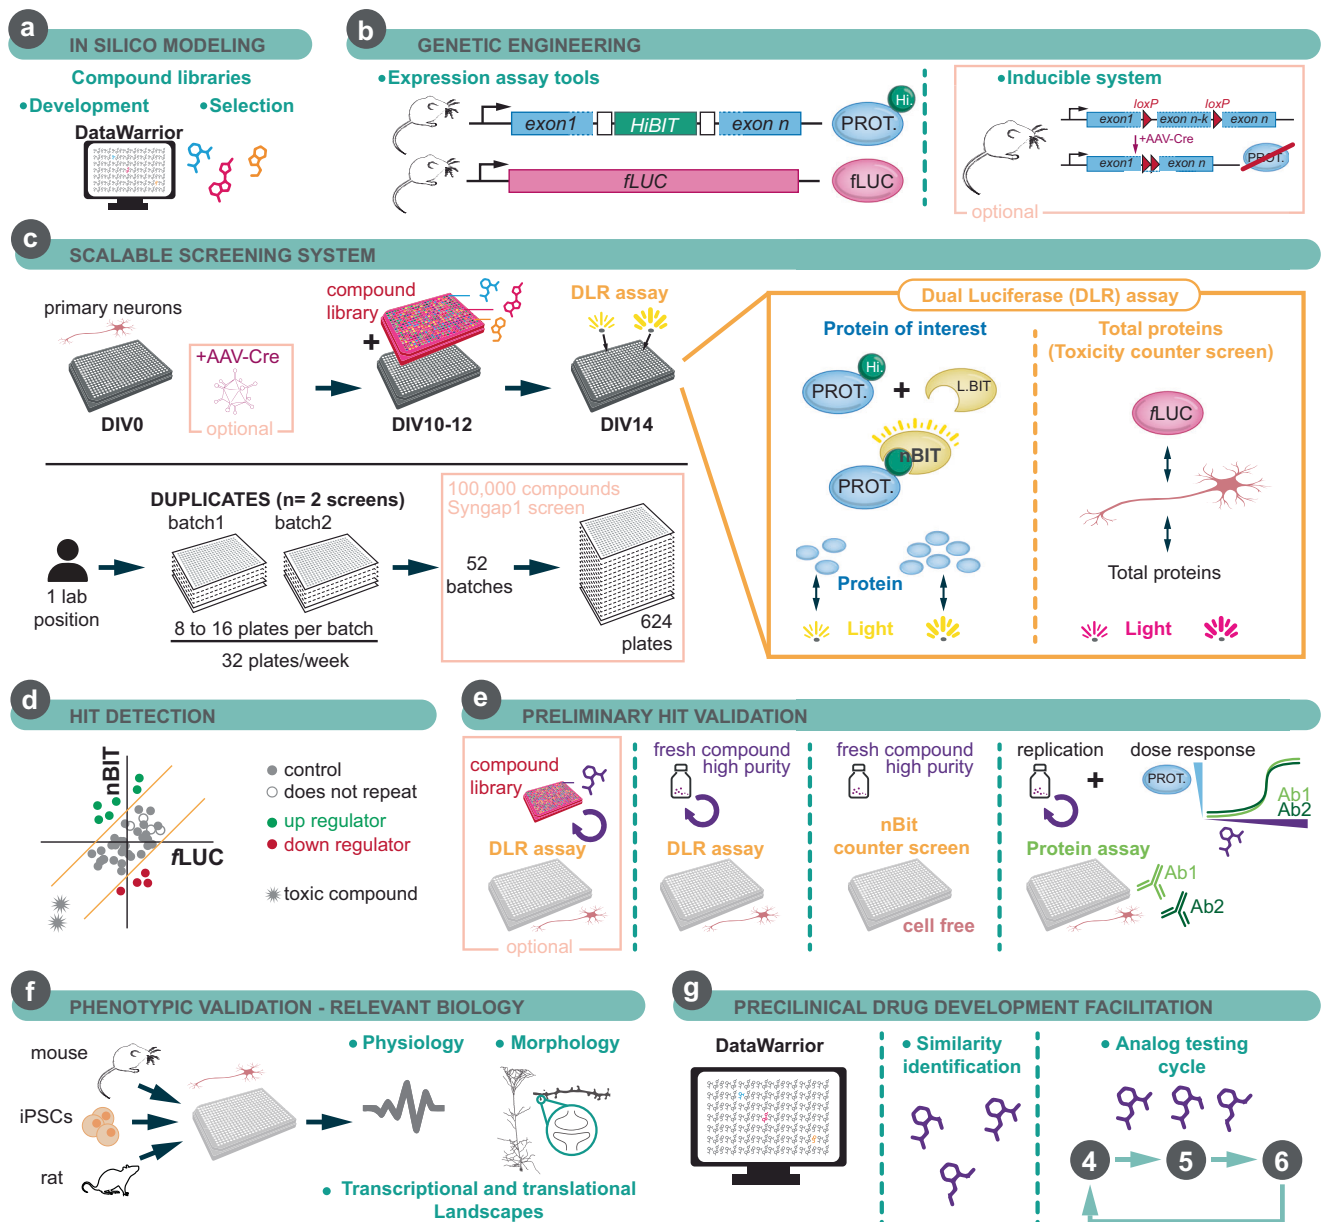 a
IN SILICO MODELING
Compound libraries
•Development
•Selection
DataWarrior
b
GENETIC ENGINEERING
•Expression assay tools
exon1
HiBIT
exon n
Hi.
PROT.
fLUC
fLUC
•Inducible system
loxP
loxP
exon1
exon n-k
exon n
+AAV-Cre
exon1
exon n
PROT.
optional
c
SCALABLE SCREENING SYSTEM
primary neurons
DIV0
+AAV-Cre
optional
compound
library
+
DIV10-12
DLR assay
DIV14
Dual Luciferase (DLR) assay
Protein of interest
Hi.
PROT.
+
L.BIT
nBIT
PROT.
Protein
Light
Total proteins
(Toxicity counter screen)
fLUC
Total proteins
Light
1 lab
position
DUPLICATES (n= 2 screens)
batch1
batch2
8 to 16 plates per batch
32 plates/week
100,000 compounds
Syngap1 screen
52
batches
624
plates
d
HIT DETECTION
nBIT
fLUC
control
does not repeat
up regulator
down regulator
toxic compound
e
PRELIMINARY HIT VALIDATION
compound
library
DLR assay
optional
fresh compound
high purity
DLR assay
fresh compound
high purity
nBit
counter screen
cell free
replication
+
dose response
PROT.
Ab1
Ab2
Protein assay
Ab1
Ab2
f
PHENOTYPIC VALIDATION - RELEVANT BIOLOGY
mouse
iPSCs
rat
• Physiology
• Morphology
• Transcriptional and translational
Landscapes
g
PRECILINICAL DRUG DEVELOPMENT FACILITATION
DataWarrior
• Similarity
identification
• Analog testing
cycle
4
5
6